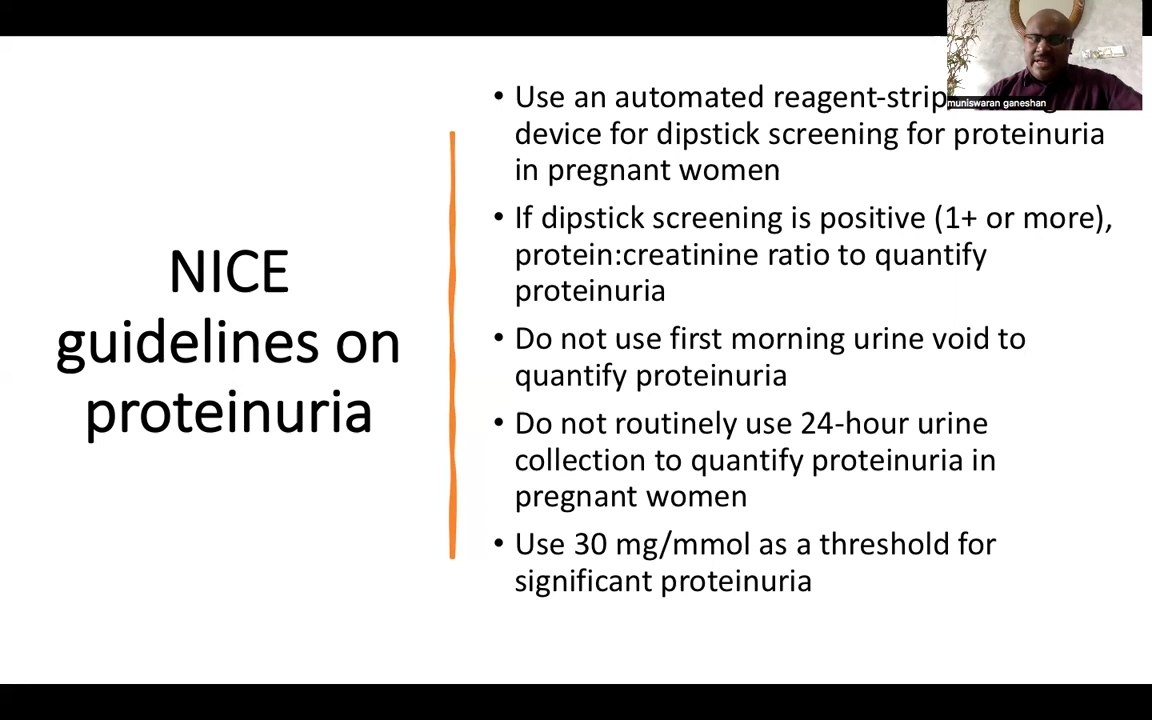 muniswaran ganeshan
NICE
guidelines on
proteinuria
• Use an automated reagent-strip
device for dipstick screening for proteinuria
in pregnant women
• If dipstick screening is positive (1+ or more),
protein:creatinine ratio to quantify
proteinuria
• Do not use first morning urine void to
quantify proteinuria
• Do not routinely use 24-hour urine
collection to quantify proteinuria in
pregnant women
• Use 30 mg/mmol as a threshold for
significant proteinuria